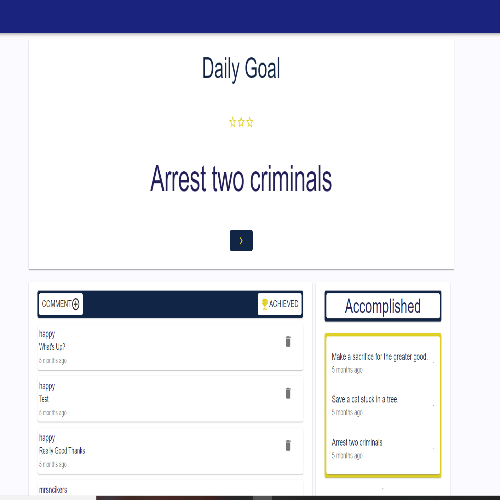 Daily Goal
Arrest two criminals
COMMENT
ACHIEVED
happy
What's Up?
5 months ago
happy
Test
5 months ago
happy
Really Good Thanks
5 months ago
mrsnoikers
Accomplished
Make a sacrifice for the greater good.
5 months ago
Save a cat stuck in a tree.
5 months ago
Arrest two criminals
5 months ago